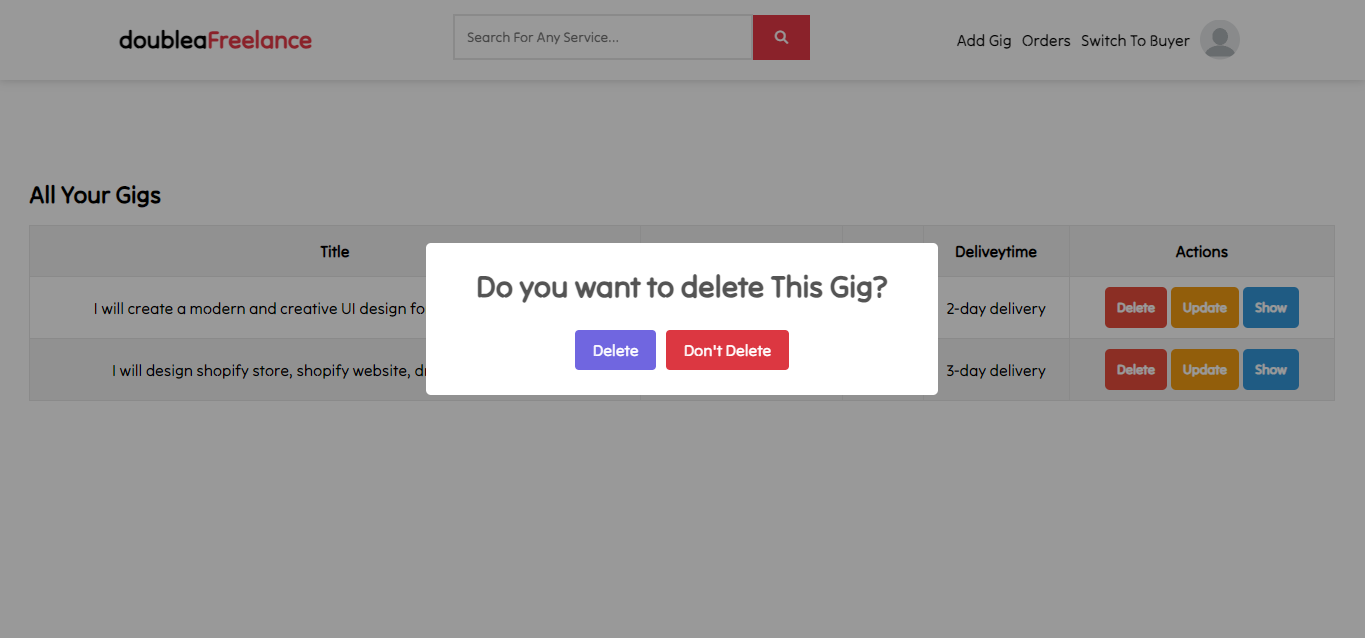 doubleaFreelance
Search For Any Service...
Add Gig Orders Switch To Buyer
All Your Gigs
Title Deliveytime Actions
Do you want to delete This Gig?
I will create a modern and creative UI design fo 2-day delivery Delete Update Show
Delete Don't Delete
I will design shopify store, shopify website, dr 3-day delivery Delete Update Show